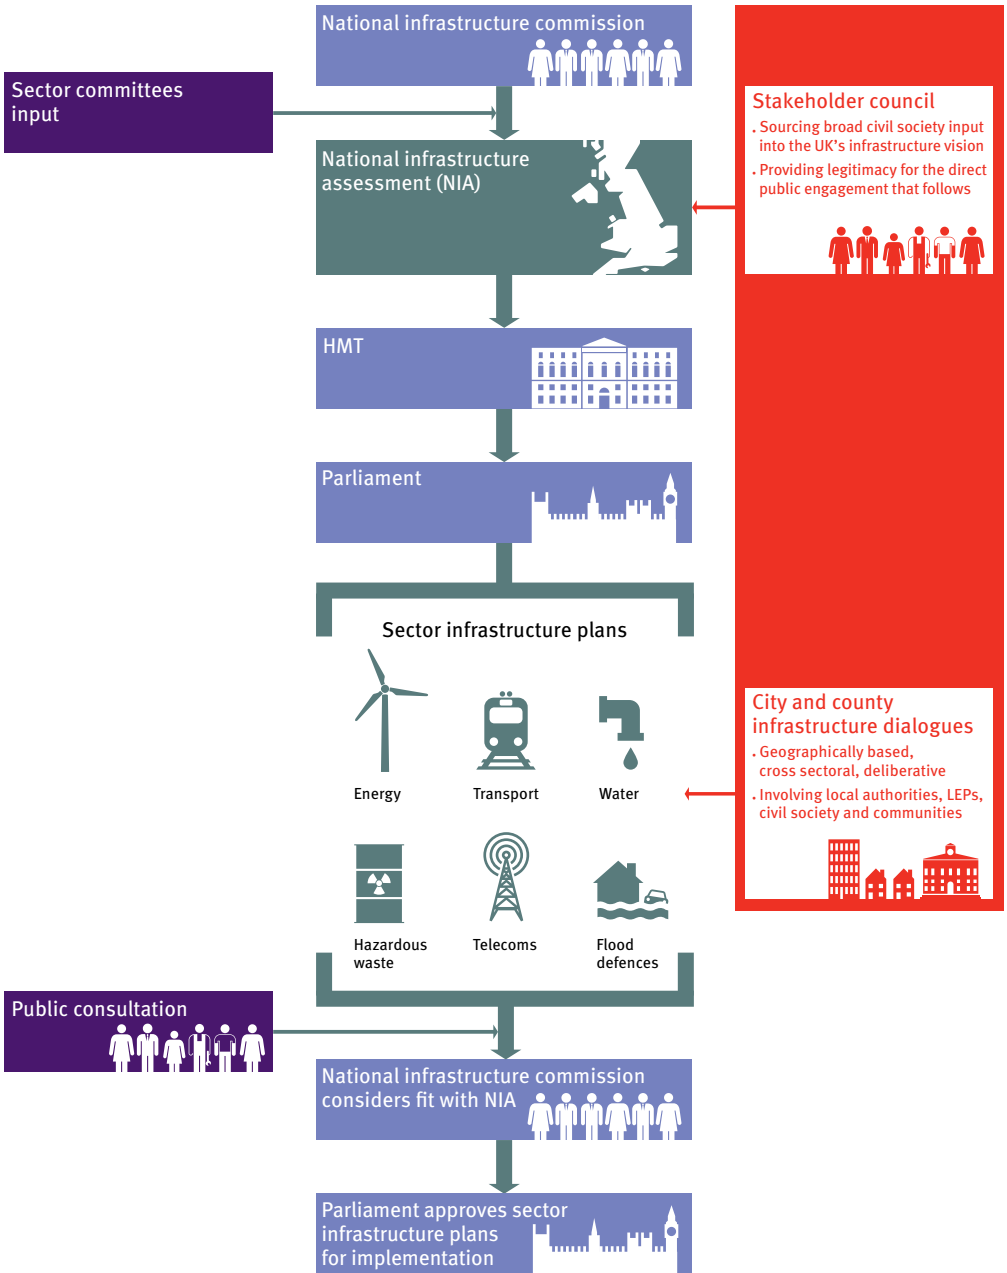 National infrastructure commission
Sector committees
input
National infrastructure
assessment (NIA)
Stakeholder council
. Sourcing broad civil society input
into the UK's infrastructure vision
. Providing legitimacy for the direct
public engagement that follows
HMT
Parliament
Sector infrastructure plans
Energy
Transport
Water
Hazardous
waste
Telecoms
Flood
defences
City and county
infrastructure dialogues
. Geographically based,
cross sectoral, deliberative
. Involving local authorities, LEPs,
civil society and communities
Public consultation
National infrastructure commission
considers fit with NIA
Parliament approves sector
infrastructure plans
for implementation